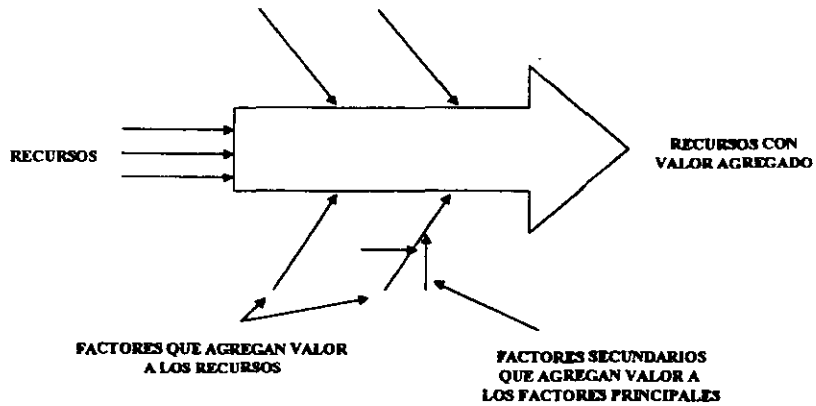 RECURSOS
RECURSOS CON
VALOR AGREGADO
FACTORES QUE AGREGAN VALOR
A LOS RECURSOS
FACTORES SECUNDARIOS
QUE AGREGAN VALOR A
LOS FACTORES PRINCIPALES